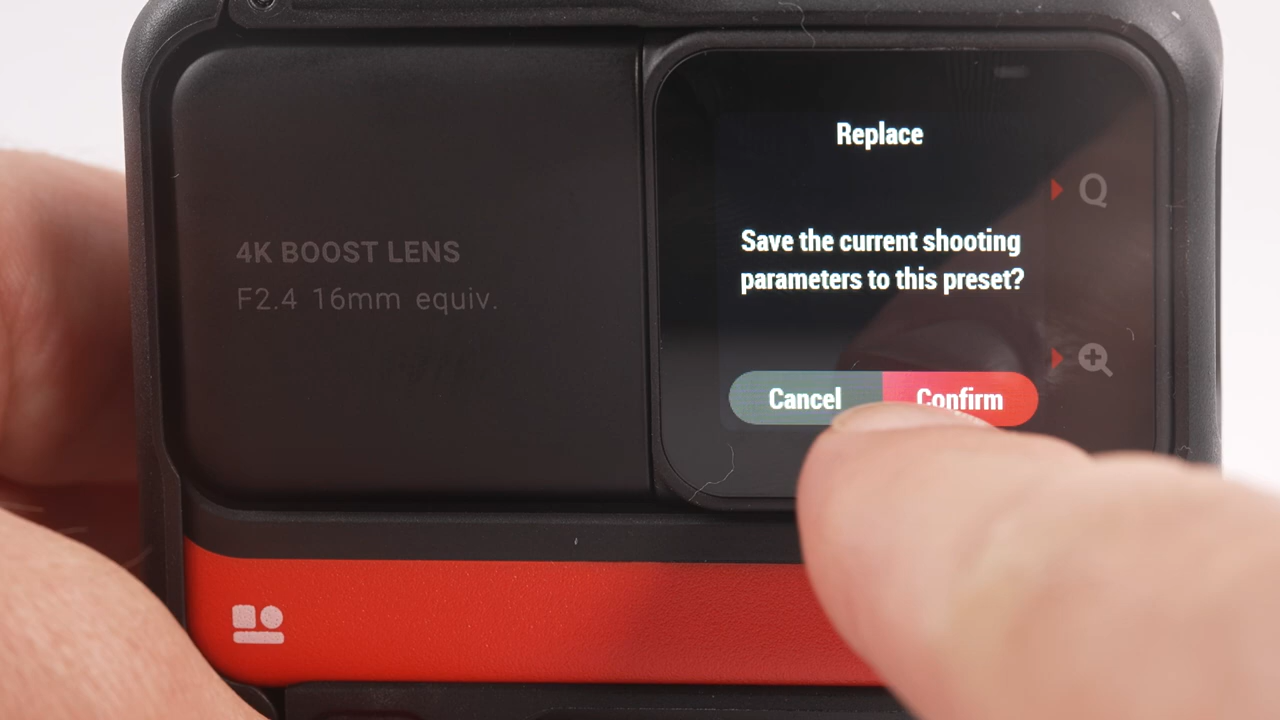 Replace
4K BOOST LENS
F2.4 16mm equiv.
Save the current shooting
parameters to this preset?
Q
Cancel Confirm